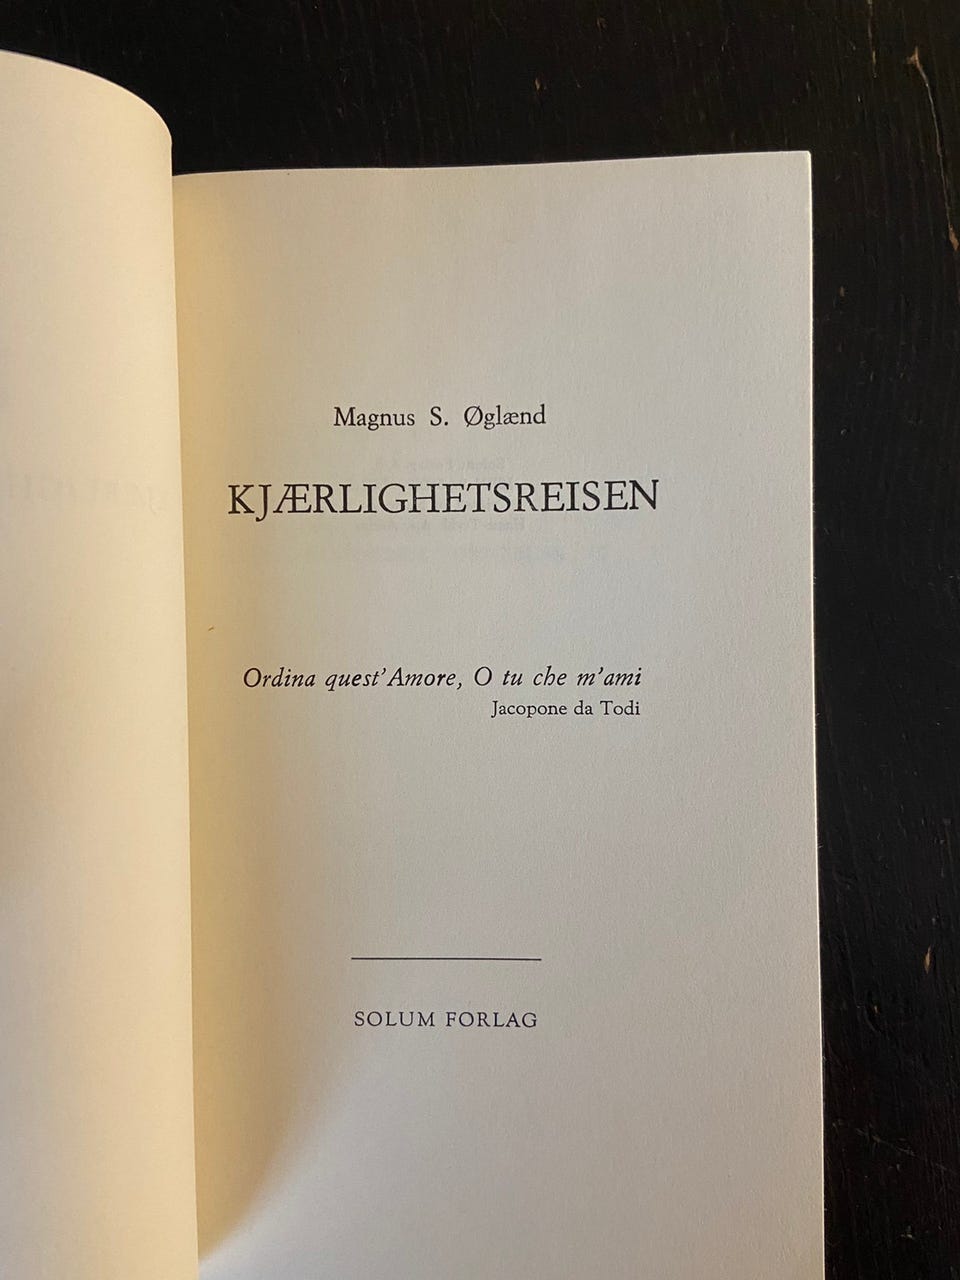 Magnus S. Øglænd
KJÆRLIGHETSREISEN
Ordina quest'Amore, O tu che m'ami
Jacopone da Todi
SOLUM FORLAG